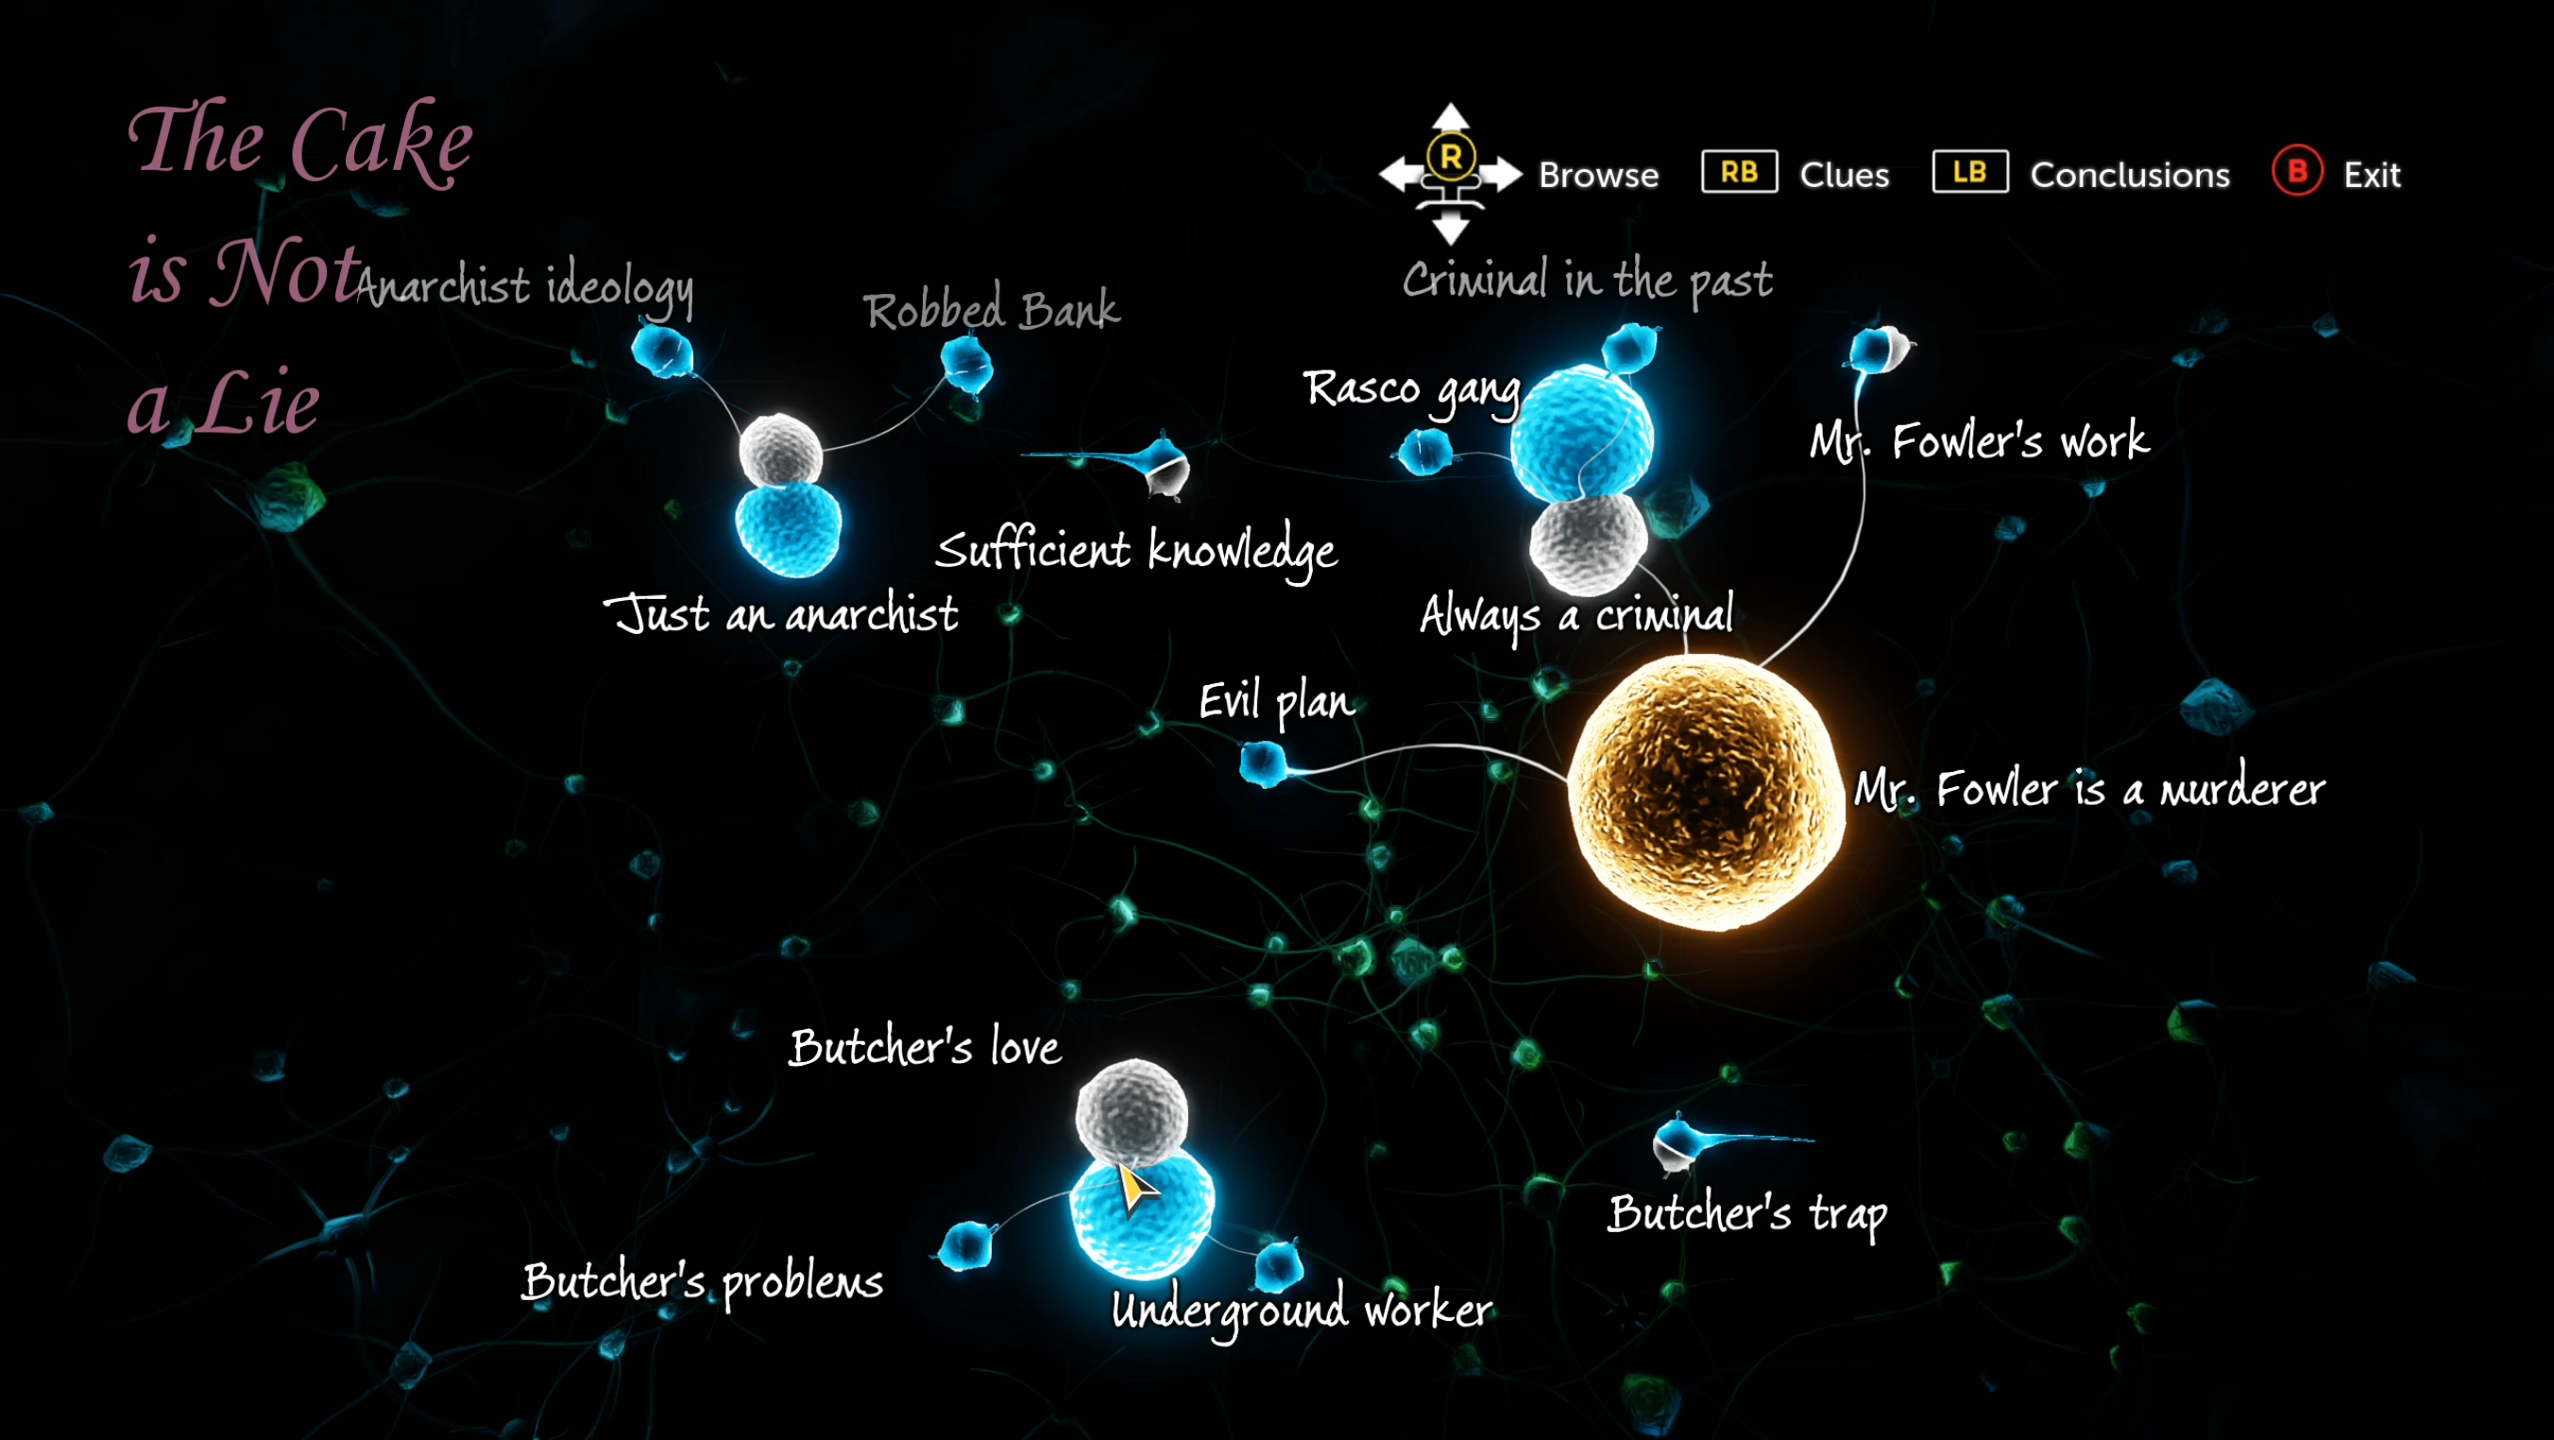 The Cake
is Not
a Lie
R Browse RB Clues LB Conclusions B Exit
Anarchist ideology
Robbed Bank
Criminal in the past
Rasco gang
Mr. Fowler's work
Sufficient knowledge
Just an anarchist
Always a criminal
Evil plan
Mr. Fowler is a murderer
Butcher's love
Butcher's trap
Butcher's problems
Underground worker